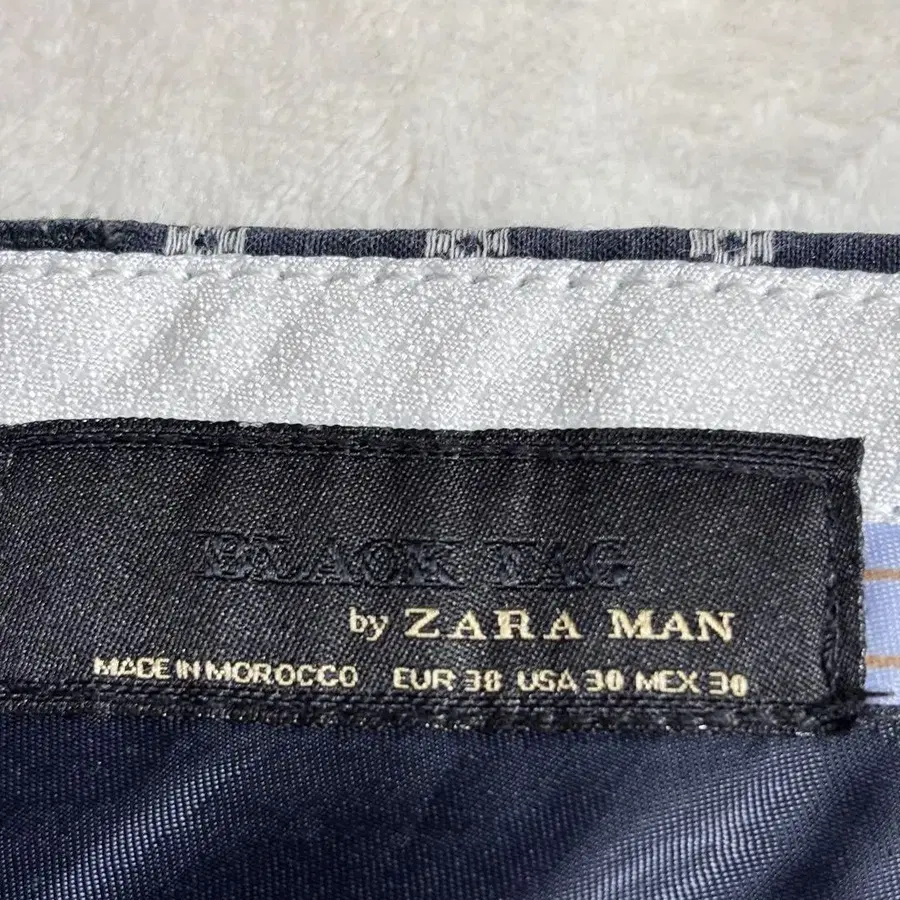 BLACK TAG
by ZARA MAN
MADE IN MOROCCO EUR 38 USA 30 MEX 30